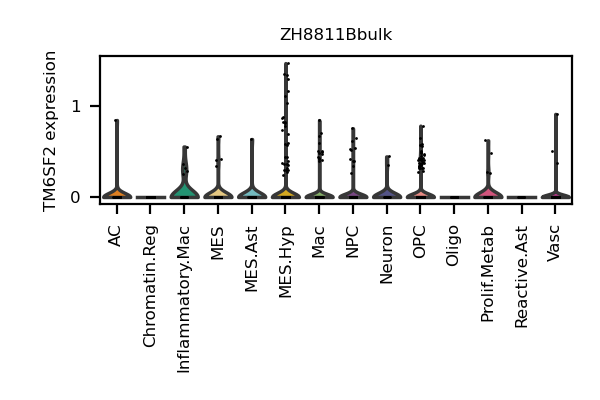 ZH8811Bbulk
TM6SF2 expression
1
0
AC
Chromatin.Reg
Inflammatory.Mac
MES
MES.Ast
MES.Hyp
Mac
NPC
Neuron
OPC
Oligo
Prolif.Metab
Reactive.Ast
Vasc